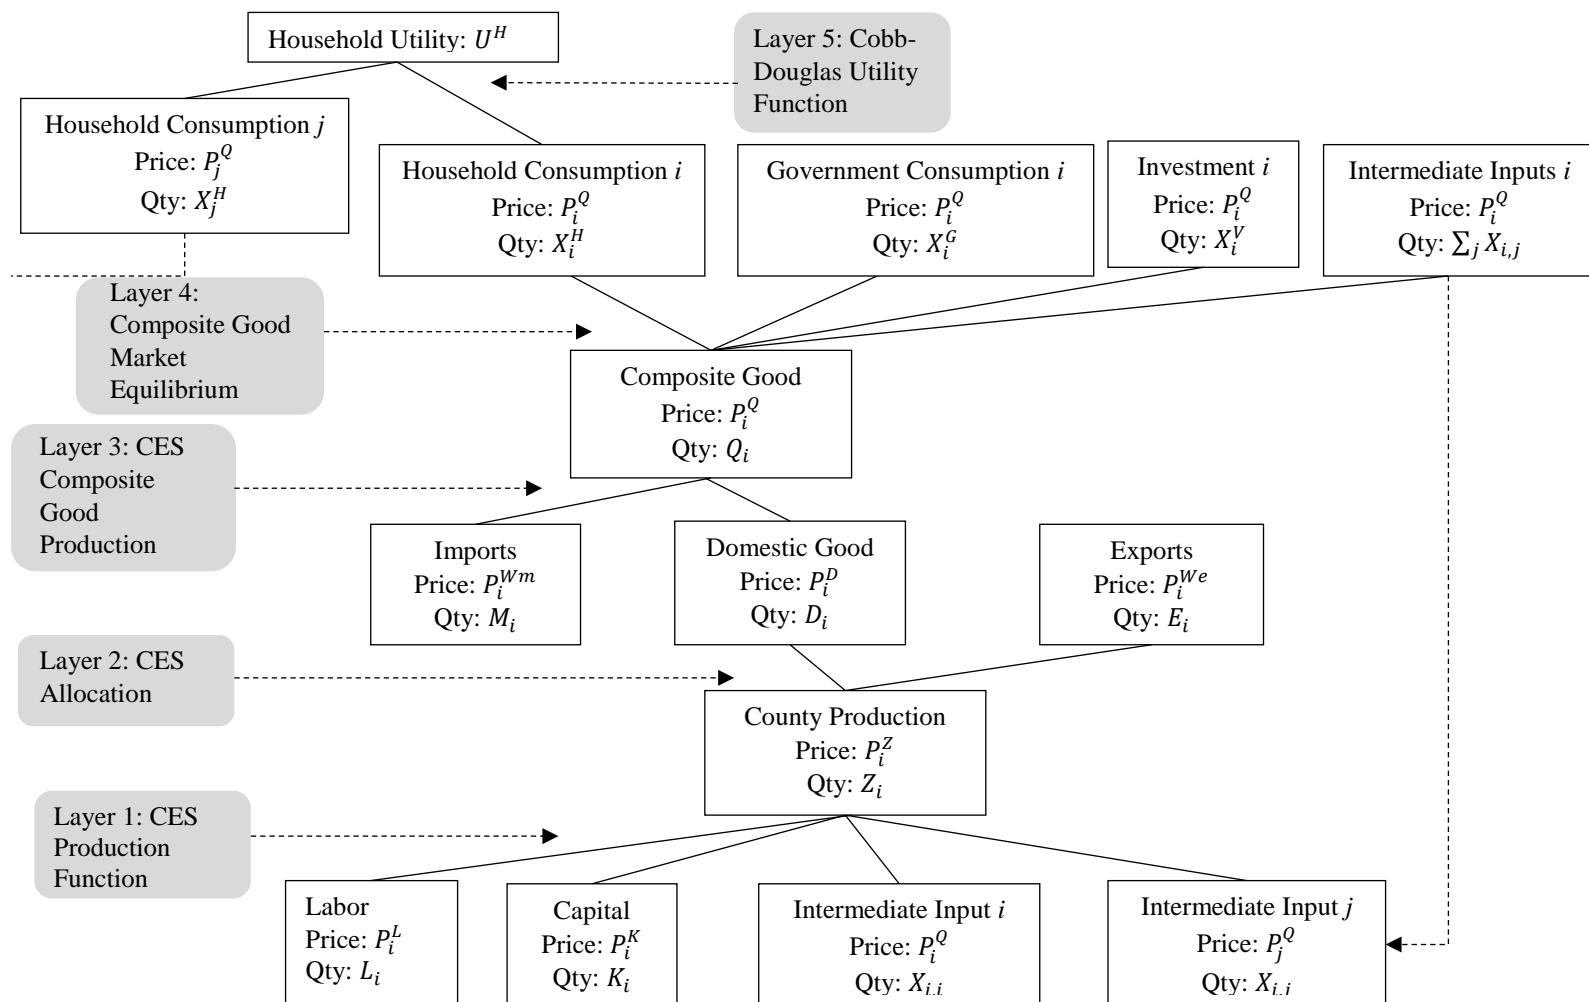 Household Utility: U^H
Layer 5: Cobb-
Douglas Utility
Function
Household Consumption j
Price: P_j^Q
Qty: X_j^H
Household Consumption i
Price: P_i^Q
Qty: X_i^H
Government Consumption i
Price: P_i^Q
Qty: X_i^G
Investment i
Price: P_i^Q
Qty: X_i^V
Intermediate Inputs i
Price: P_i^Q
Qty: ∑_j X_{i,j}
Layer 4:
Composite Good
Market
Equilibrium
Composite Good
Price: P_i^Q
Qty: Q_i
Layer 3: CES
Composite
Good
Production
Imports
Price: P_i^{Wm}
Qty: M_i
Domestic Good
Price: P_i^D
Qty: D_i
Exports
Price: P_i^{We}
Qty: E_i
Layer 2: CES
Allocation
County Production
Price: P_i^Z
Qty: Z_i
Layer 1: CES
Production
Function
Labor
Price: P_i^L
Qty: L_i
Capital
Price: P_i^K
Qty: K_i
Intermediate Input i
Price: P_i^Q
Qty: X_{i,i}
Intermediate Input j
Price: P_j^Q
Qty: X_{i,j}